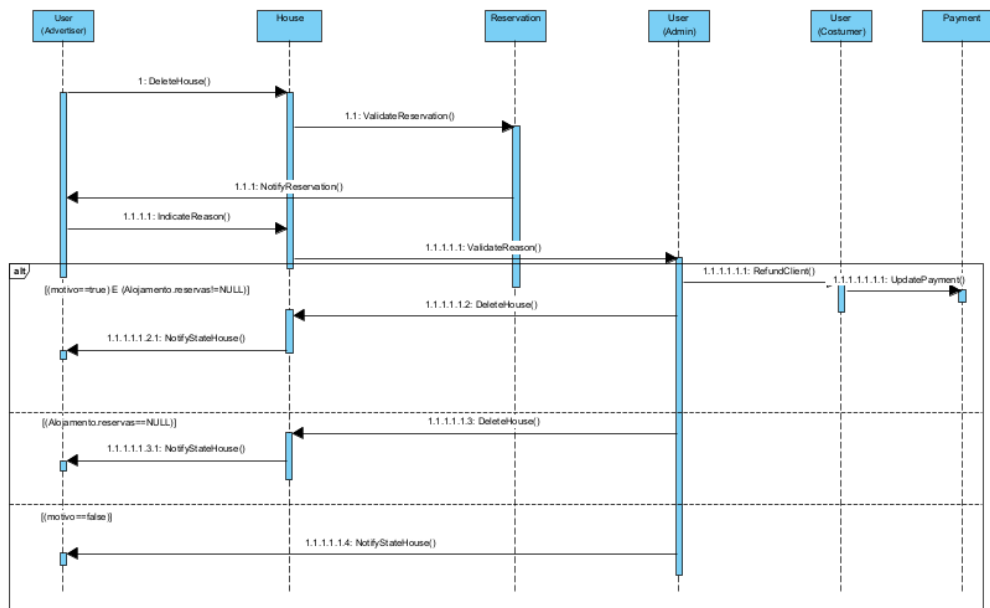 User
(Advertiser)
House
Reservation
User
(Admin)
User
(Costumer)
Payment
1: DeleteHouse()
1.1: ValidateReservation()
1.1.1: NotifyReservation()
1.1.1.1: IndicateReason()
1.1.1.1.1: ValidateReason()
alt
1.1.1.1.1.1: RefundClient()
1.1.1.1.1.1.1: UpdatePayment()
[(motivo==true) E (Alojamento.reservas!=NULL)]
1.1.1.1.1.2: DeleteHouse()
1.1.1.1.1.2.1: NotifyStateHouse()
[(Alojamento.reservas==NULL)]
1.1.1.1.1.3: DeleteHouse()
1.1.1.1.1.3.1: NotifyStateHouse()
[(motivo==false)]
1.1.1.1.1.4: NotifyStateHouse()